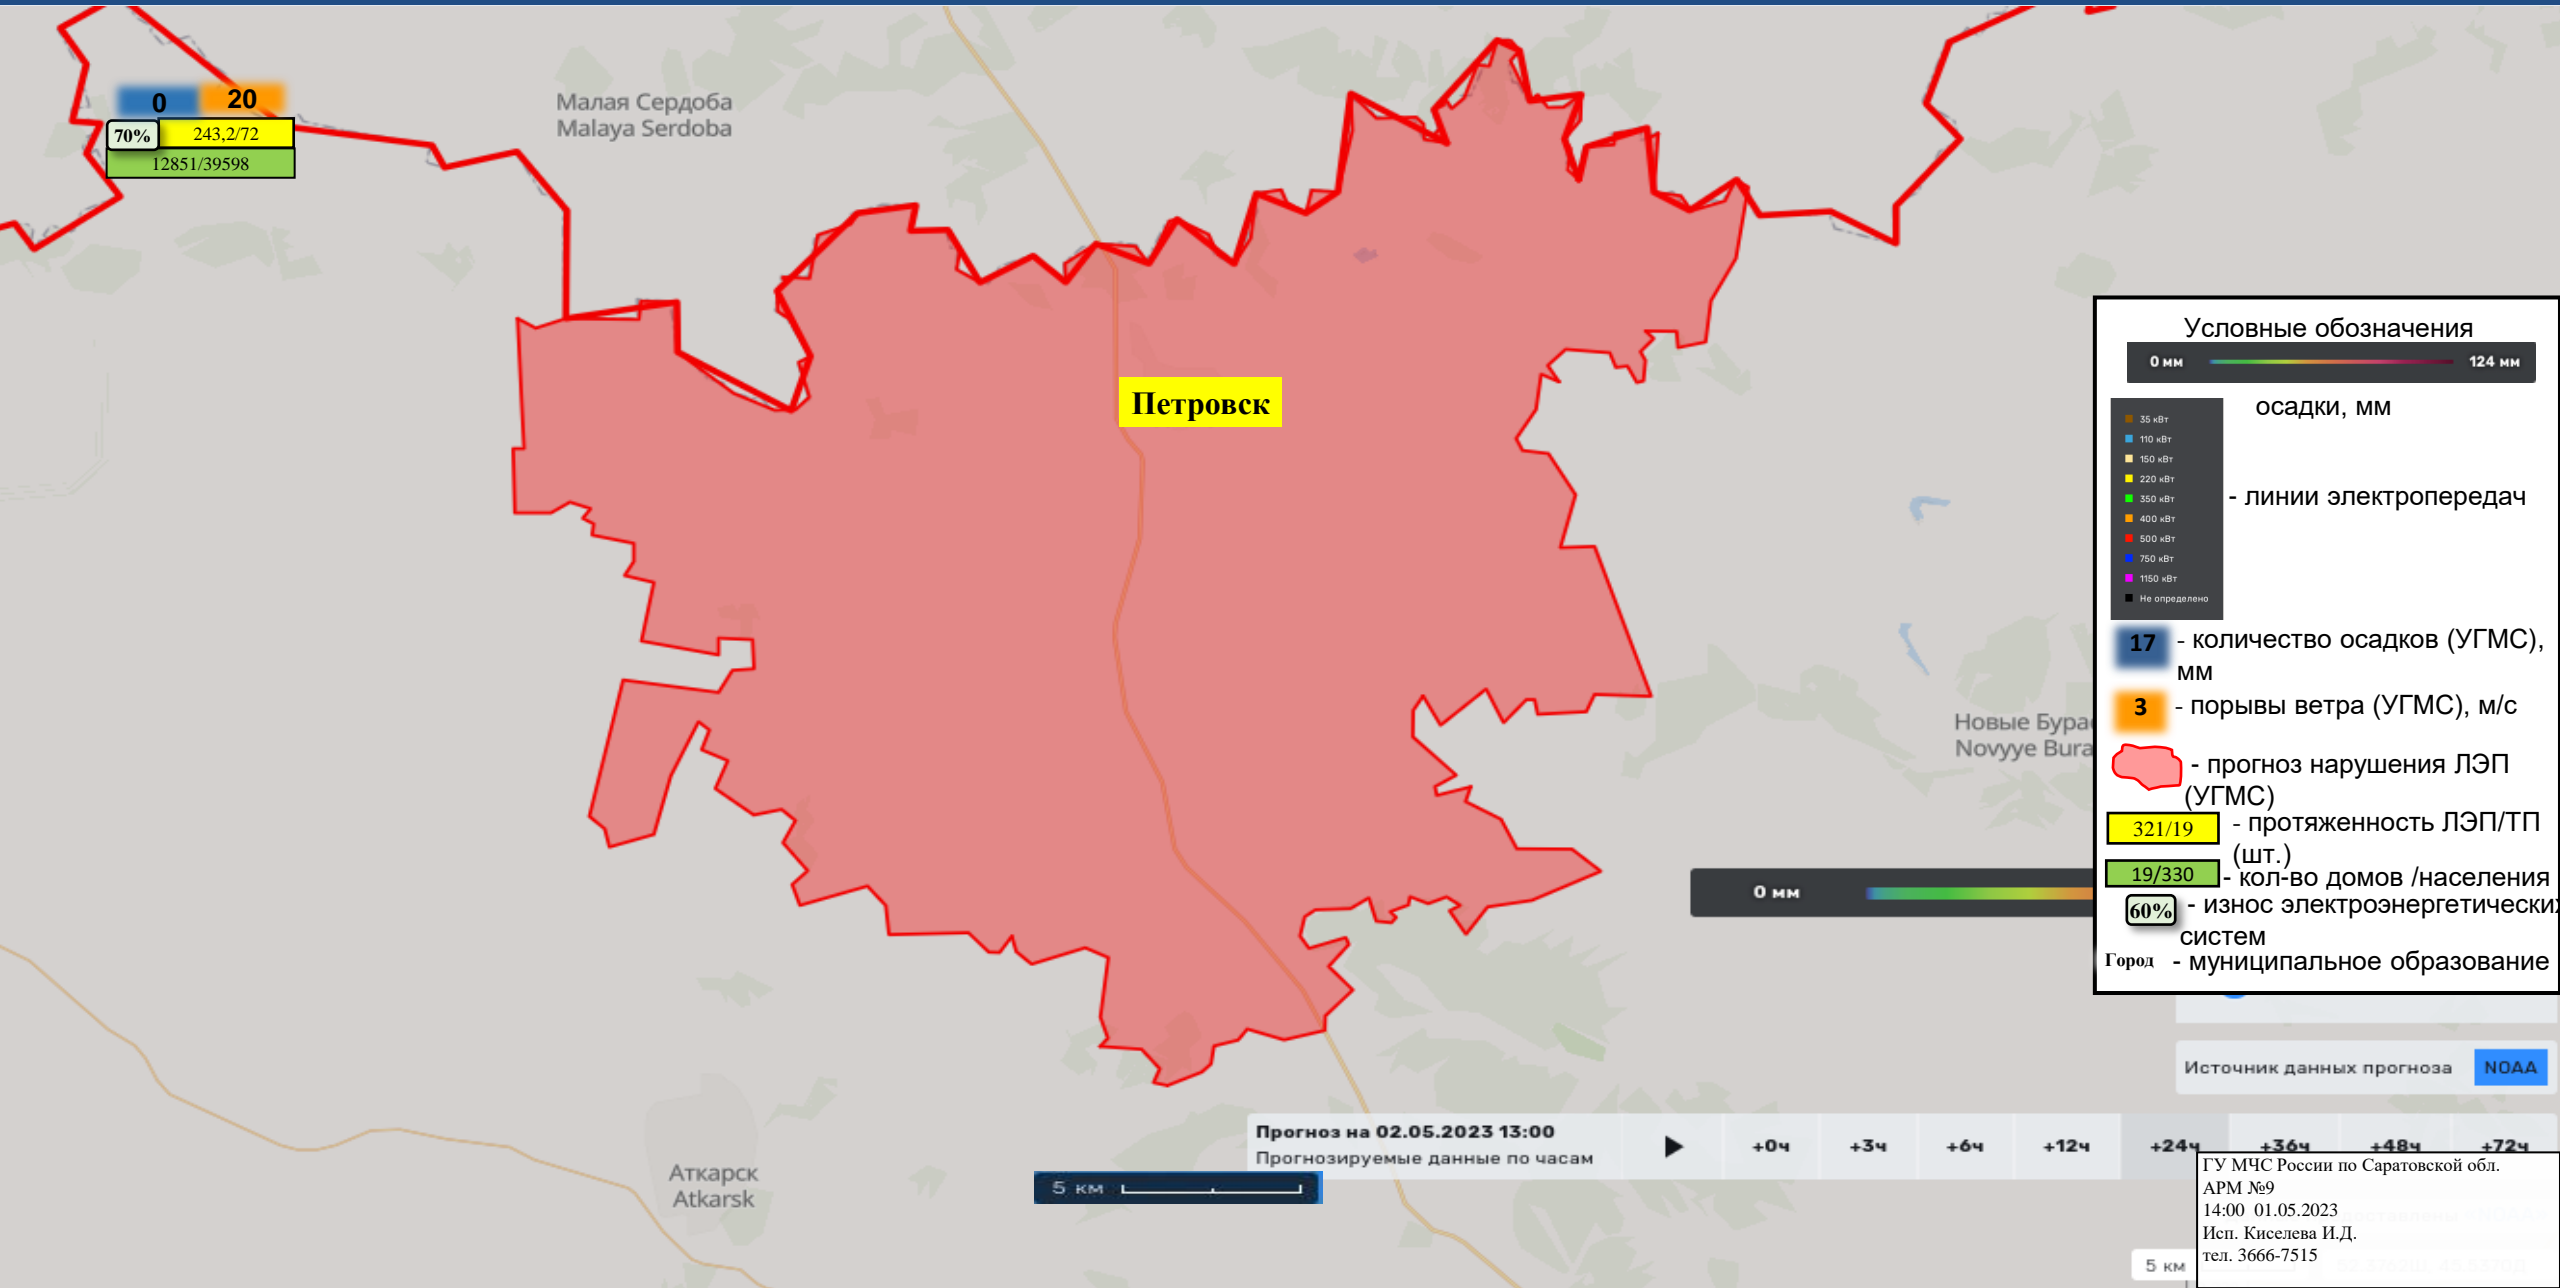 0
20
70%
243,2/72
12851/39598
Малая Сердоба
Malaya Serdoba
Петровск
Условные обозначения
0 мм
124 мм
осадки, мм
35 кВт
110 кВт
150 кВт
220 кВт
350 кВт
400 кВт
500 кВт
750 кВт
1150 кВт
Не определено
- линии электропередач
17
- количество осадков (УГМС),
мм
3
- порывы ветра (УГМС), м/с
- прогноз нарушения ЛЭП
(УГМС)
321/19
- протяженность ЛЭП/ТП
(шт.)
19/330
- кол-во домов /населения
60%
- износ электроэнергетических
систем
Город
- муниципальное образование
Новые Бура
Novyye Bura
0 мм
Источник данных прогноза
NOAA
Прогноз на 02.05.2023 13:00
Прогнозируемые данные по часам
+0ч
+3ч
+6ч
+12ч
+24ч
+36ч
+48ч
+72ч
5 км
Аткарск
Atkarsk
ГУ МЧС России по Саратовской обл.
АРМ №9
14:00 01.05.2023
Исп. Киселева И.Д.
тел. 3666-7515
5 км